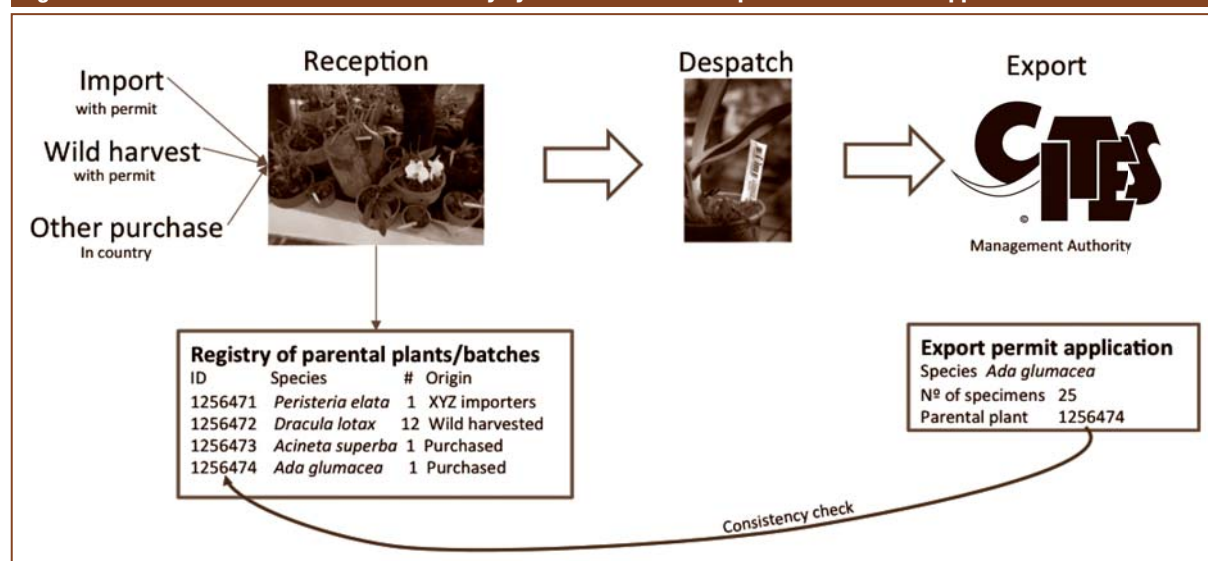 Reception
Despatch
Export
Import
with permit
Wild harvest
with permit
Other purchase
In country
CITES
©
Management Authority
Registry of parental plants/batches
ID Species # Origin
1256471 Peristeria elata 1 XYZ importers
1256472 Dracula lotax 12 Wild harvested
1256473 Acineta superba 1 Purchased
1256474 Ada glumacea 1 Purchased
Export permit application
Species Ada glumacea
Nº of specimens 25
Parental plant 1256474
Consistency check